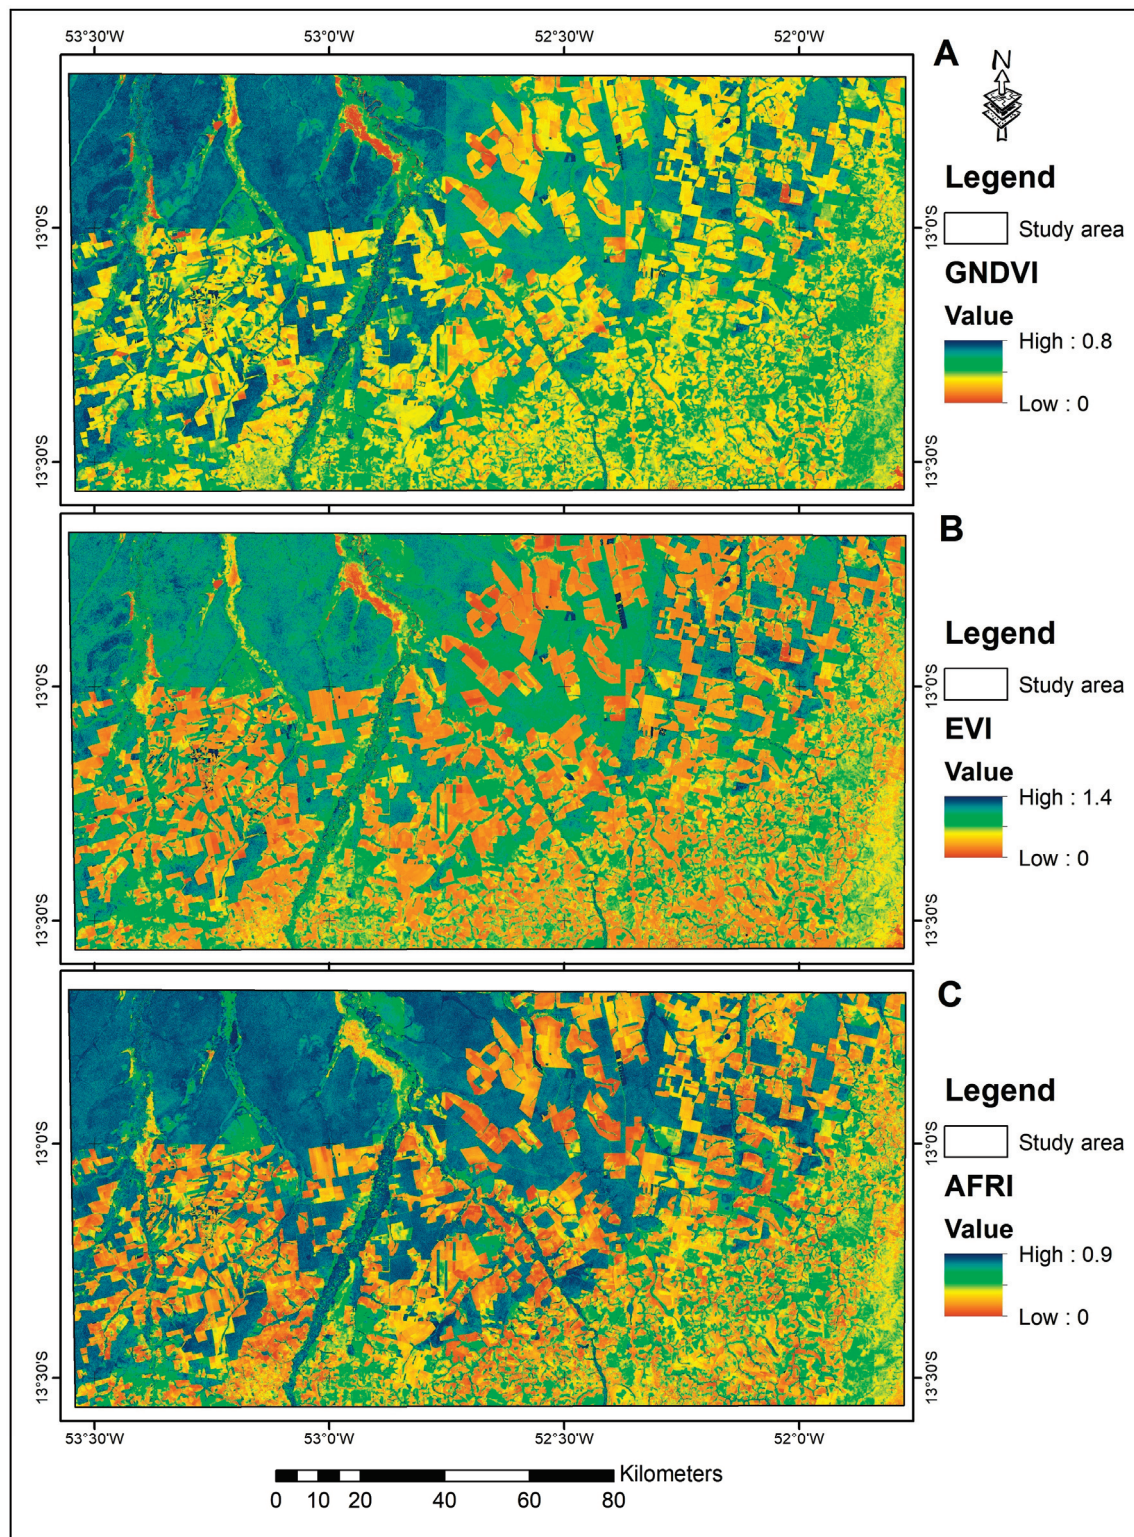 53°30'W 53°0'W 52°30'W 52°0'W
A
N
Legend
Study area
GNDVI
Value
High : 0.8
Low : 0
13°0'S 13°0'S
13°30'S 13°30'S
B
Legend
Study area
EVI
Value
High : 1.4
Low : 0
13°0'S 13°0'S
13°30'S 13°30'S
C
Legend
Study area
AFRI
Value
High : 0.9
Low : 0
13°0'S 13°0'S
13°30'S 13°30'S
53°30'W 53°0'W 52°30'W 52°0'W
Kilometers
0 10 20 40 60 80